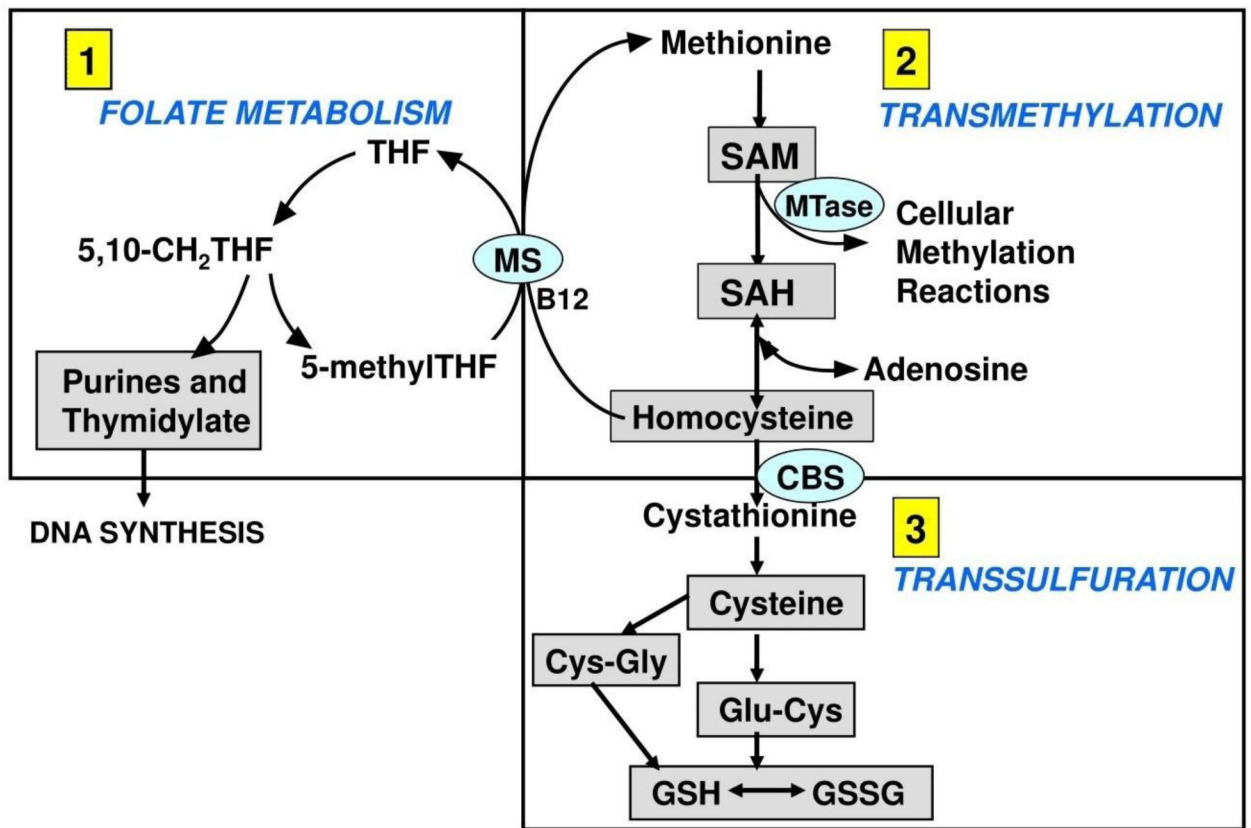 1
FOLATE METABOLISM
THF
5,10-CH₂THF
5-methylTHF
MS
B12
Purines and
Thymidylate
DNA SYNTHESIS
2
TRANSMETHYLATION
Methionine
SAM
MTase
Cellular
Methylation
Reactions
SAH
Adenosine
Homocysteine
CBS
3
TRANSSULFURATION
Cystathionine
Cysteine
Cys-Gly
Glu-Cys
GSH GSSG